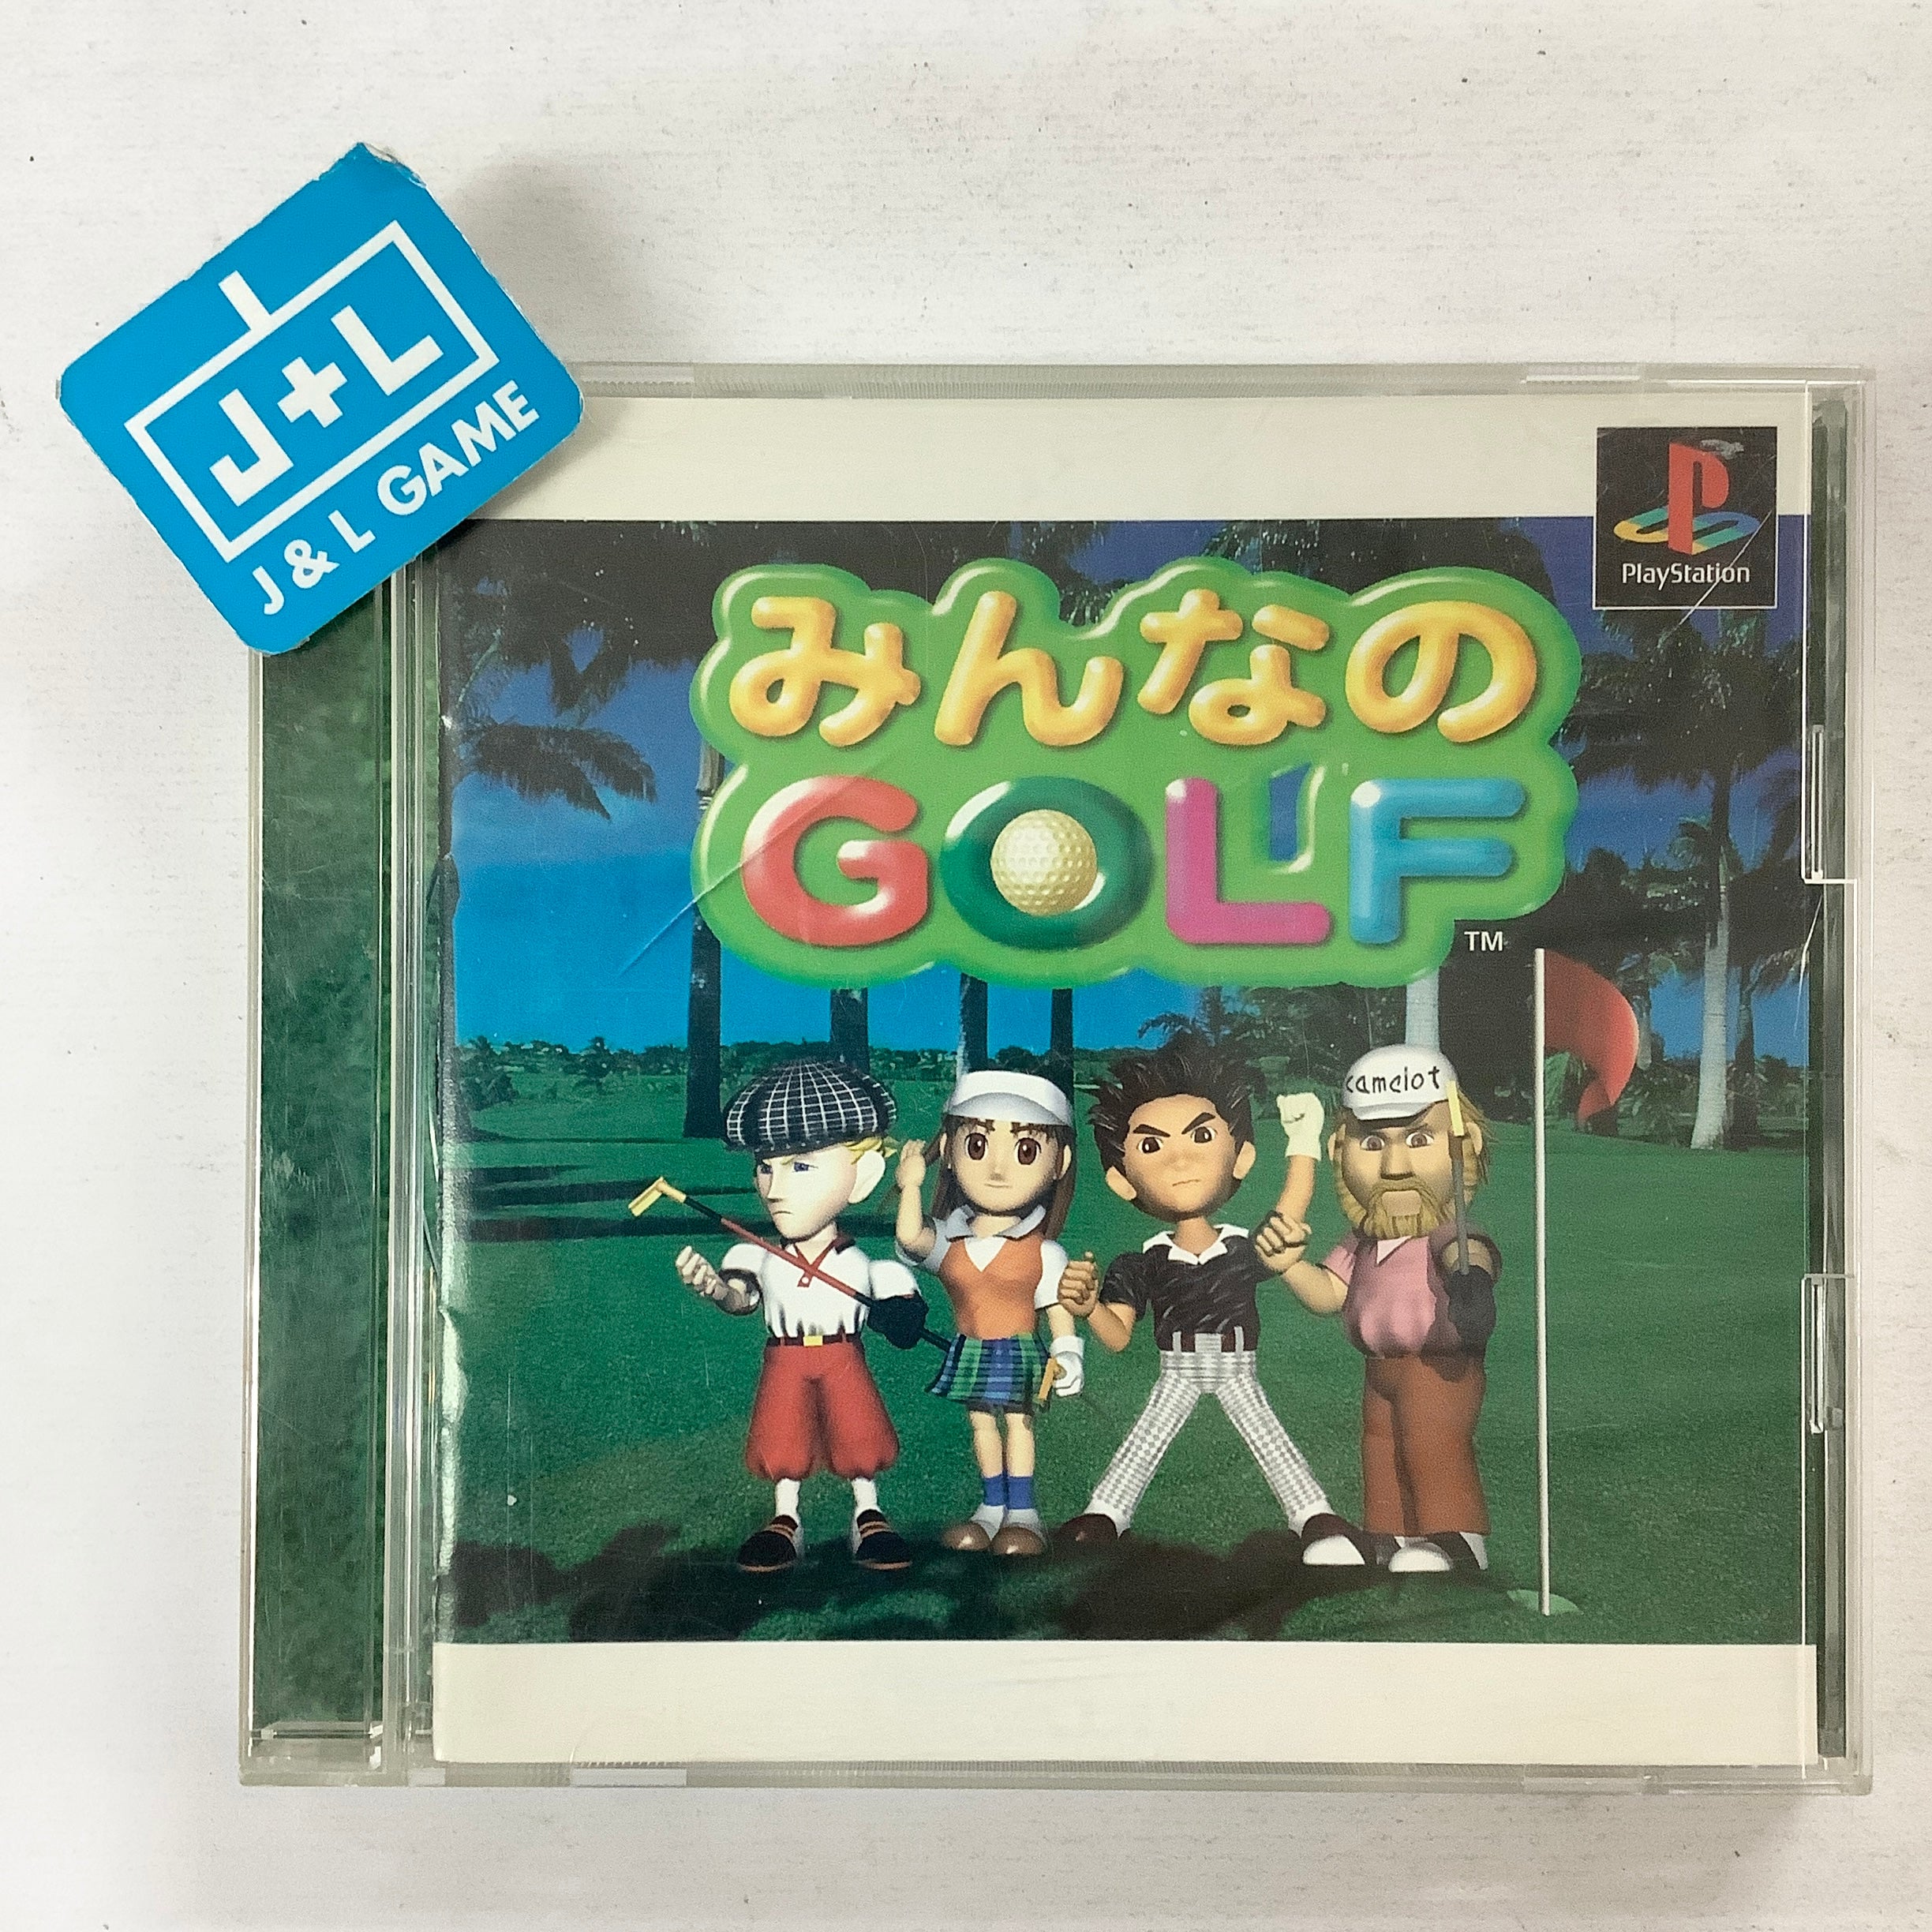 J+L
J & L GAME
PlayStation
みんなの
GOLF
TM
camelot